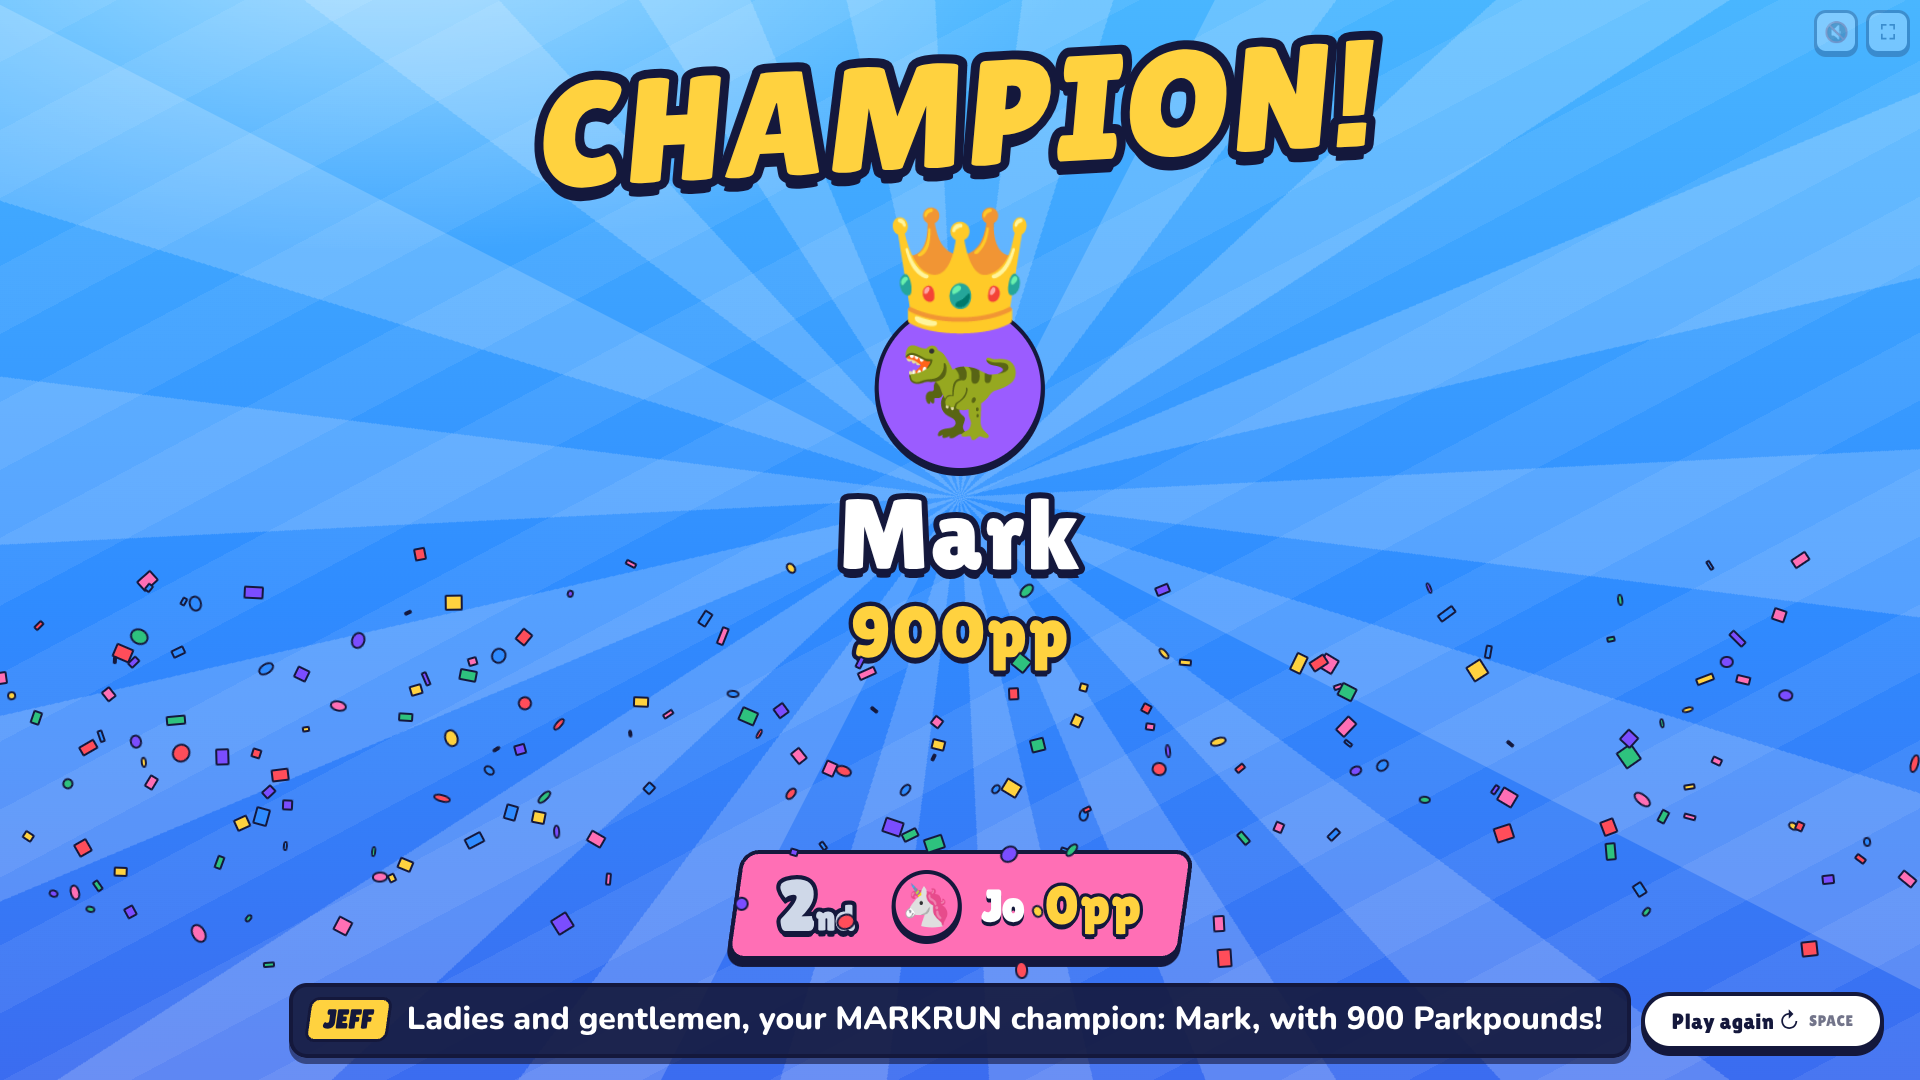 CHAMPION!
Mark
900pp
2nd Jo 0pp
JEFF Ladies and gentlemen, your MARKRUN champion: Mark, with 900 Parkpounds!
Play again SPACE